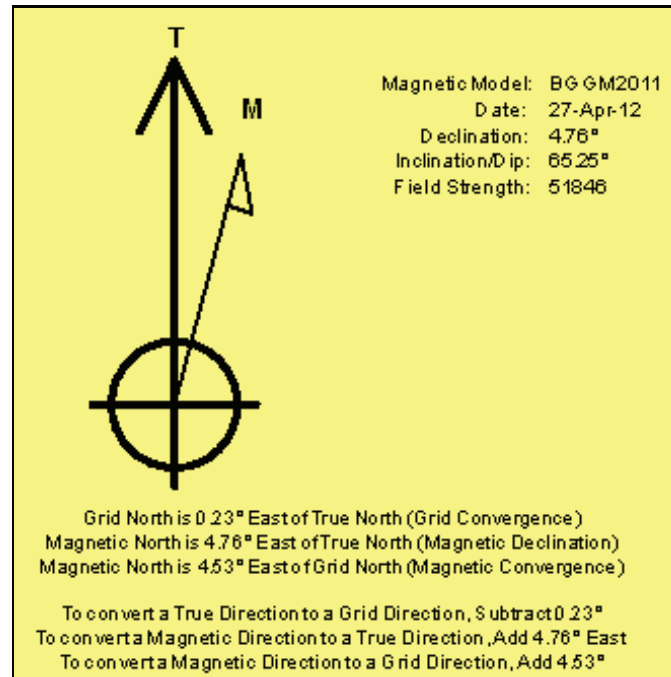 T
M
Magnetic Model: BGGM2011
Date: 27-Apr-12
Declination: 4.76°
Inclination/Dip: 65.25°
Field Strength: 51846
Grid North is 0.23° East of True North (Grid Convergence)
Magnetic North is 4.76° East of True North (Magnetic Declination)
Magnetic North is 4.53° East of Grid North (Magnetic Convergence)
To convert a True Direction to a Grid Direction, Subtract 0.23°
To convert a Magnetic Direction to a True Direction, Add 4.76° East
To convert a Magnetic Direction to a Grid Direction, Add 4.53°